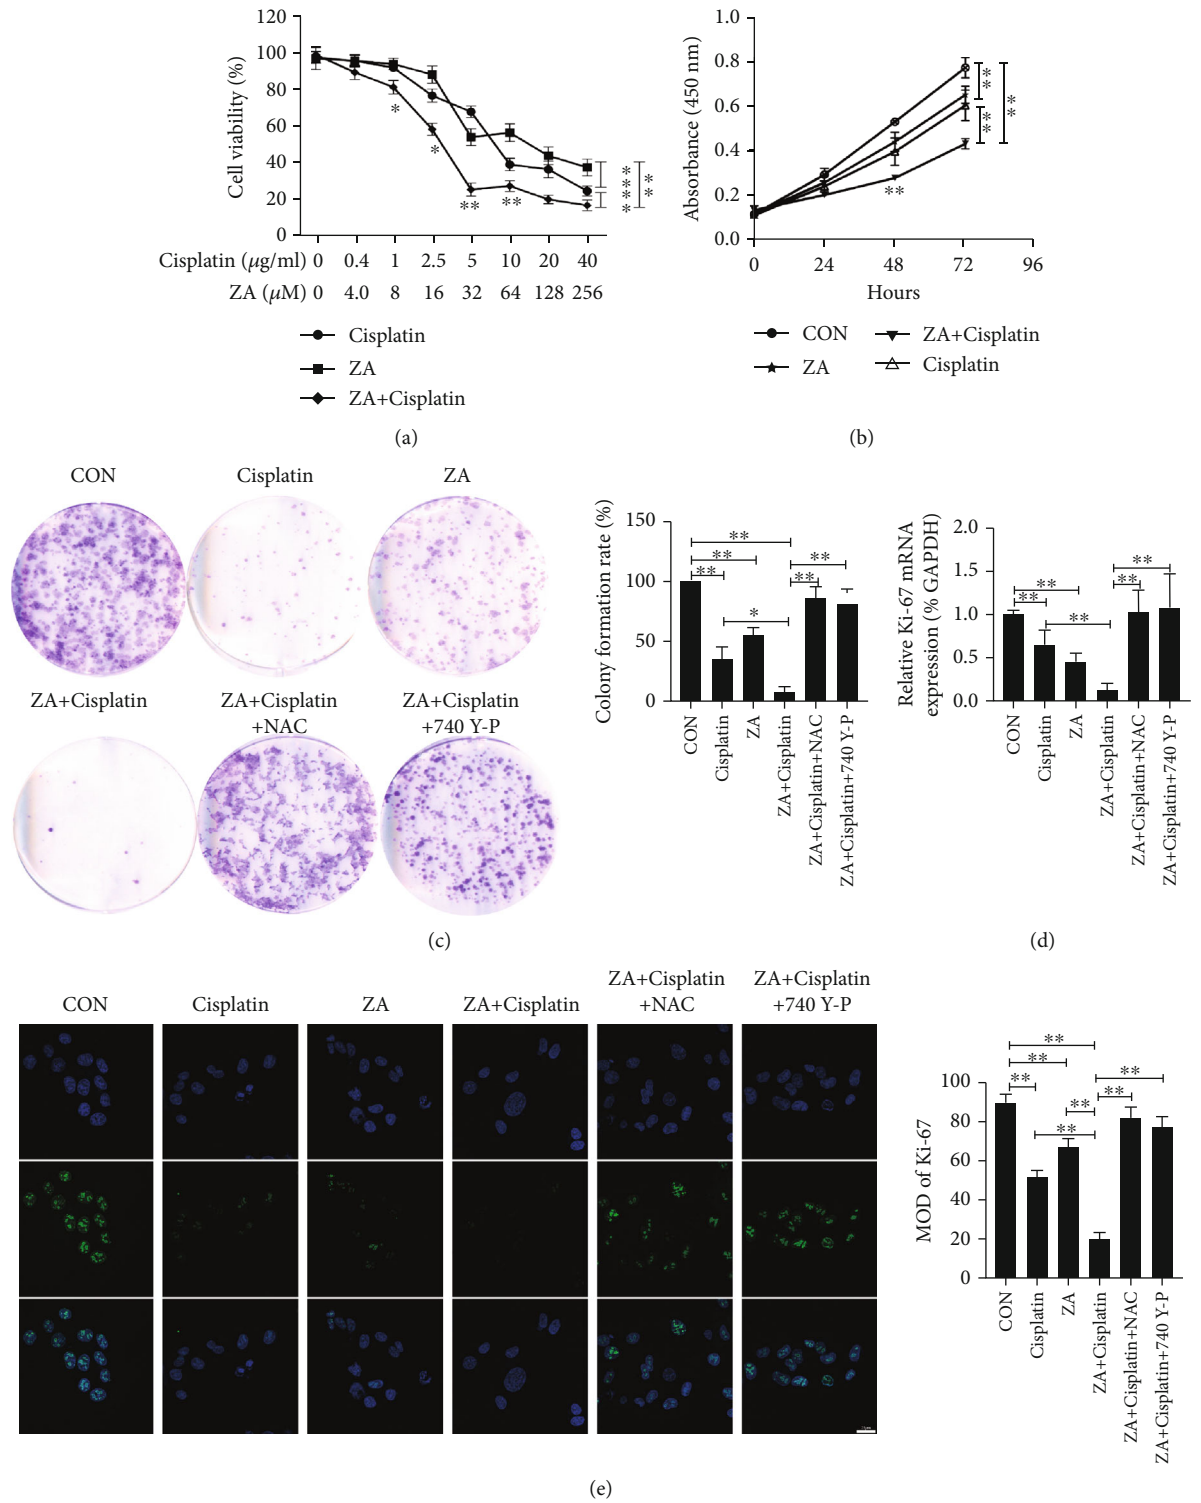 120
100
80
60
40
20
0
Cell viability (%)
*
*
**
**
**
**
**
Cisplatin (μg/ml) 0 0.4 1 2.5 5 10 20 40
ZA (μM) 0 4.0 8 16 32 64 128 256
Cisplatin
ZA
ZA+Cisplatin
(a)
1.0
0.8
0.6
0.4
0.2
0.0
Absorbance (450 nm)
**
**
**
**
0 24 48 72 96
Hours
CON ZA+Cisplatin
ZA Cisplatin
(b)
CON Cisplatin ZA
ZA+Cisplatin ZA+Cisplatin ZA+Cisplatin
+NAC +740 Y-P
150
100
50
0
Colony formation rate (%)
**
** **
** **
*
CON
Cisplatin
ZA
ZA+Cisplatin
ZA+Cisplatin+NAC
ZA+Cisplatin+740 Y-P
(c)
2.0
1.5
1.0
0.5
0.0
Relative Ki-67 mRNA
expression (% GAPDH)
**
** **
** **
CON
Cisplatin
ZA
ZA+Cisplatin
ZA+Cisplatin+NAC
ZA+Cisplatin+740 Y-P
(d)
CON Cisplatin ZA ZA+Cisplatin ZA+Cisplatin ZA+Cisplatin
+NAC +740 Y-P
100
80
60
40
20
0
MOD of Ki-67
**
** **
** **
**
**
CON
Cisplatin
ZA
ZA+Cisplatin
ZA+Cisplatin+NAC
ZA+Cisplatin+740 Y-P
(e)